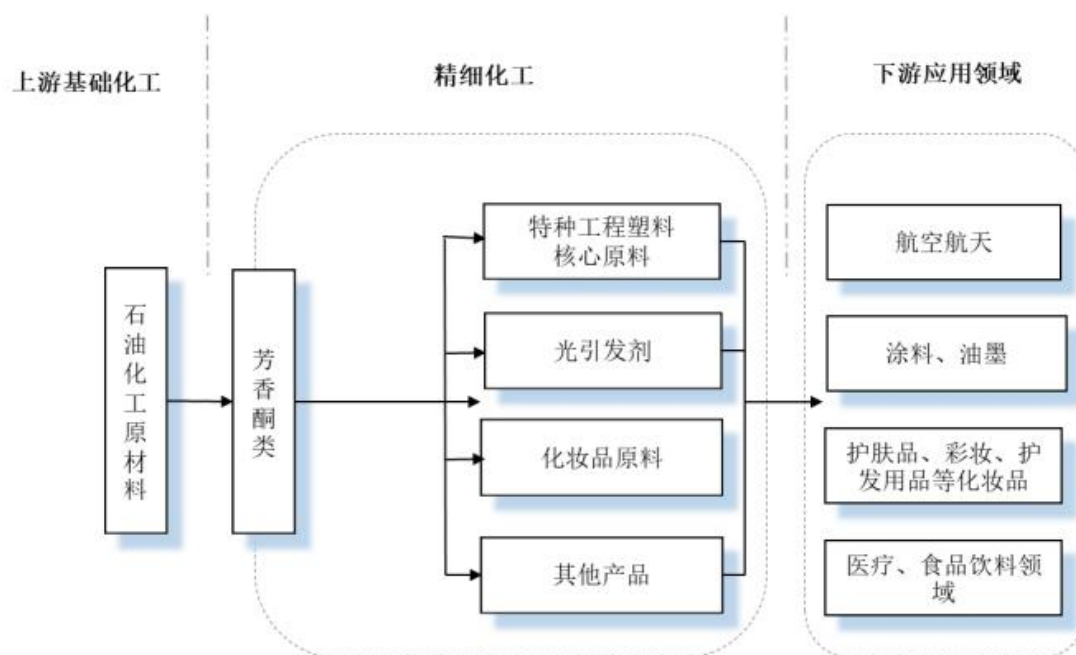 上游基础化工
精细化工
下游应用领域
石油化工原材料
芳香酮类
特种工程塑料
核心原料
光引发剂
化妆品原料
其他产品
航空航天
涂料、油墨
护肤品、彩妆、护
发用品等化妆品
医疗、食品饮料领
域